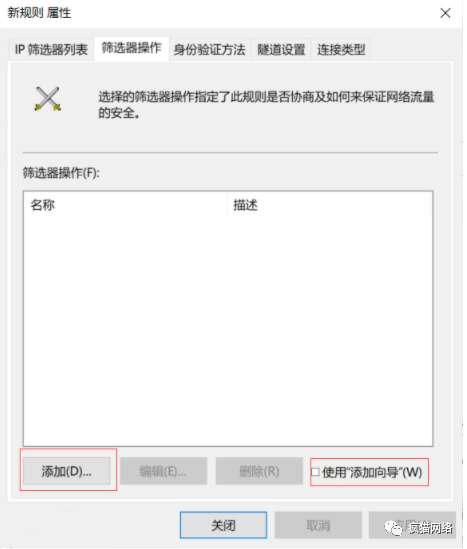 新规则 属性
IP 筛选器列表 筛选器操作 身份验证方法 隧道设置 连接类型
选择的筛选器操作指定了此规则是否协商及如何来保证网络流量
的安全。
筛选器操作(F):
名称 描述
添加(D)... 编辑(E)... 删除(R) 使用"添加向导"(W)
关闭 取消
疯猫网络